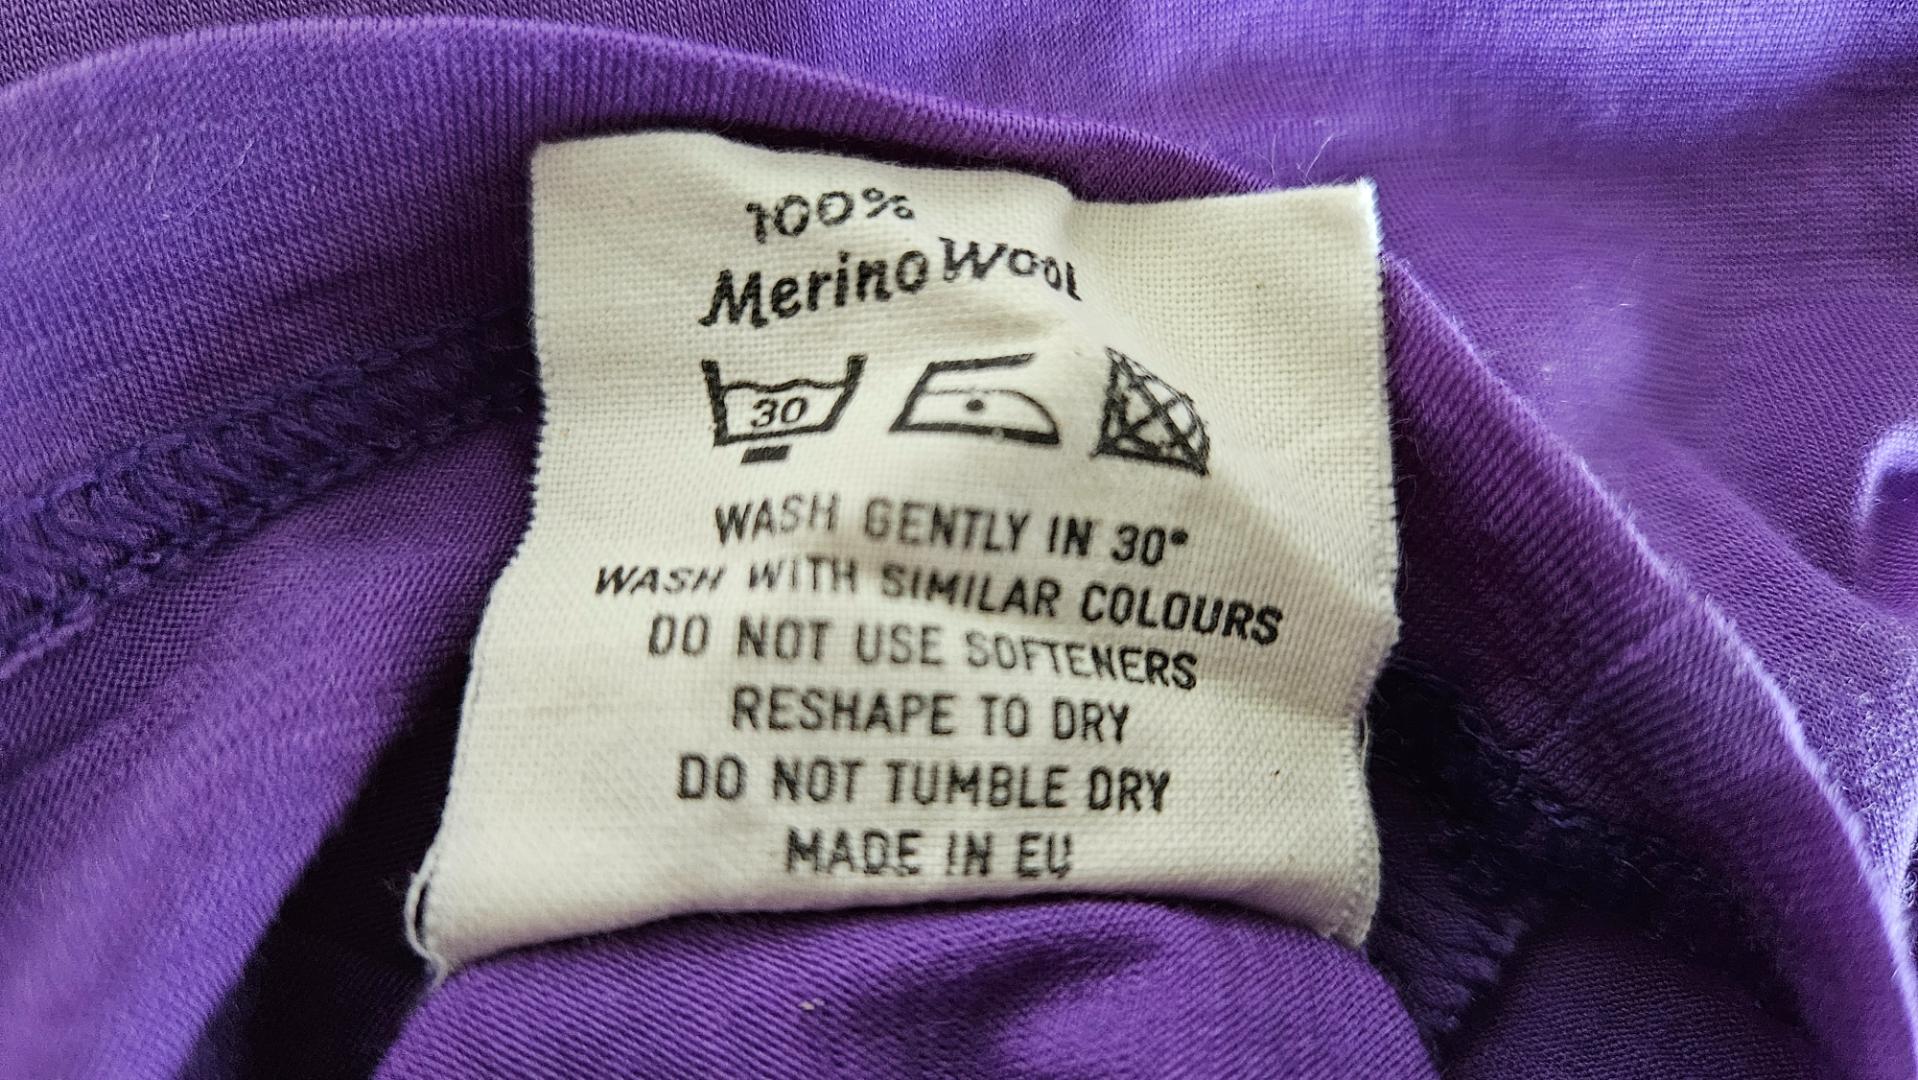 100%
Merino Wool
30
WASH GENTLY IN 30°
WASH WITH SIMILAR COLOURS
DO NOT USE SOFTENERS
RESHAPE TO DRY
DO NOT TUMBLE DRY
MADE IN EU